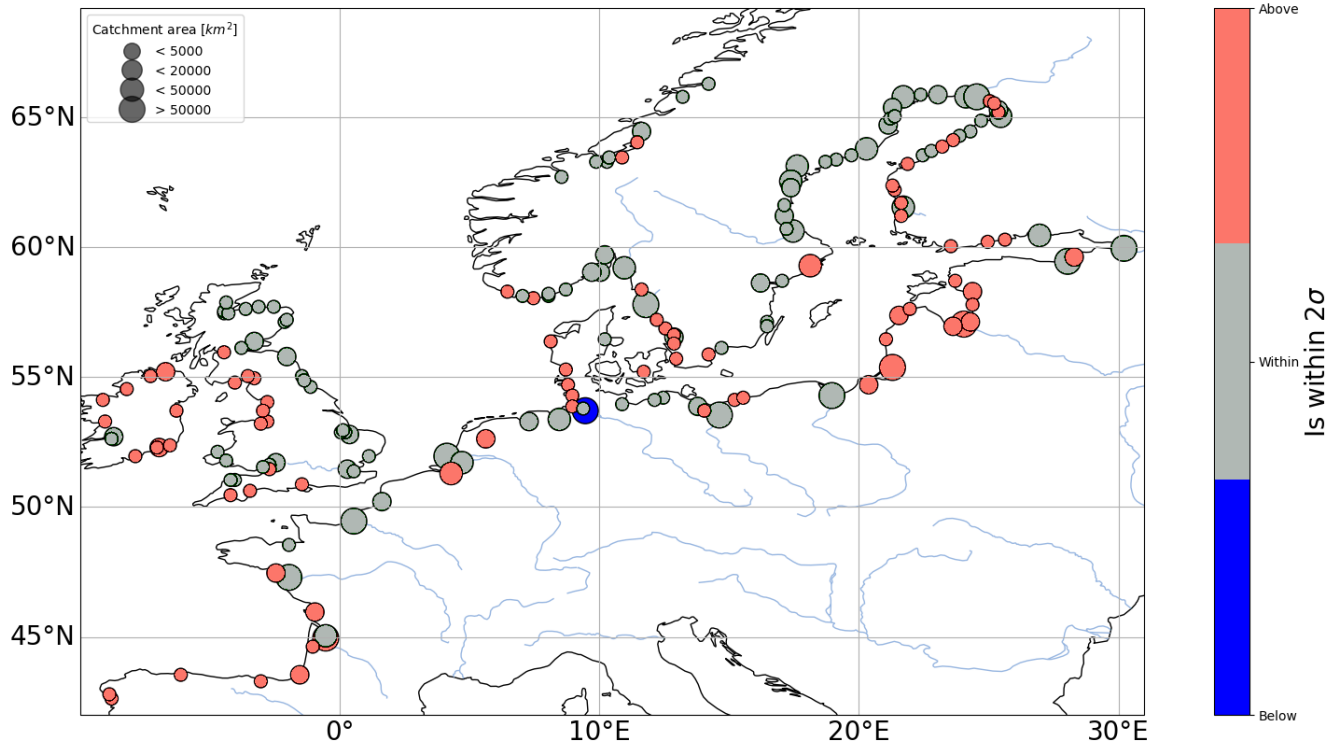 Catchment area [km²]
< 5000
< 20000
< 50000
> 50000
65°N
60°N
55°N
50°N
45°N
0°
10°E
20°E
30°E
Above
Within
Below
Is within 2σ